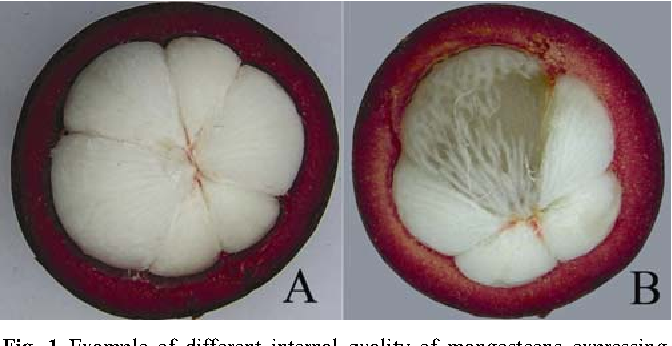 A
B
Fig. 1 Example of different internal quality of mangosteens expressing